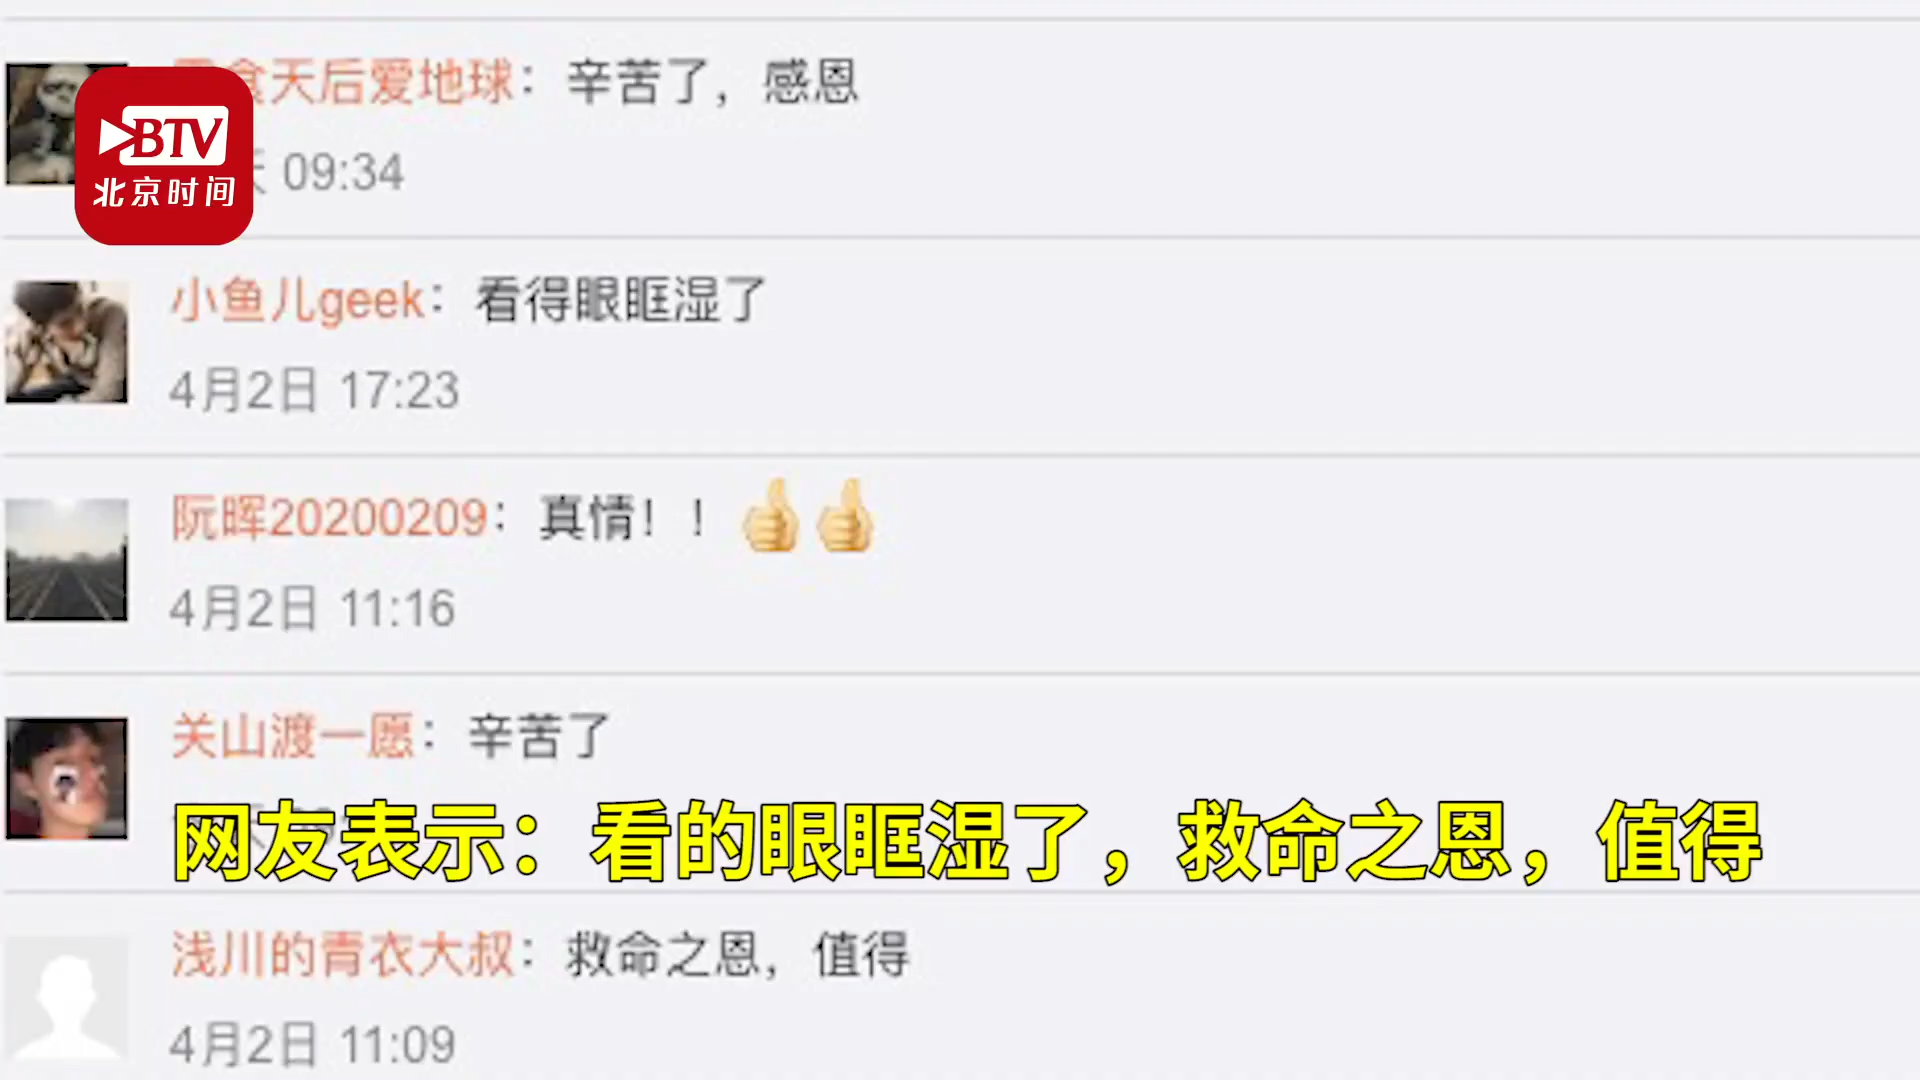 食天后爱地球：辛苦了，感恩
BTV
北京时间
09:34
小鱼儿geek：看得眼眶湿了
4月2日 17:23
阮晖20200209：真情！！👍👍
4月2日 11:16
关山渡一愿：辛苦了
网友表示：看的眼眶湿了，救命之恩，值得
浅川的青衣大叔：救命之恩，值得
4月2日 11:09